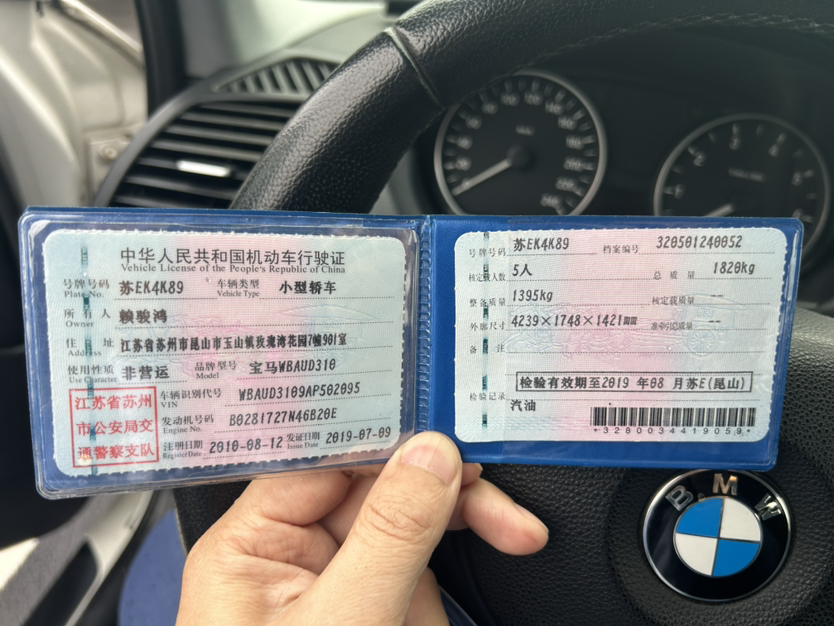 中华人民共和国机动车行驶证
Vehicle License of the People's Republic of China
号牌号码 苏EK4K89 车辆类型 小型轿车
Plate No. Vehicle Type
所有人 赖骏鸿
Owner
住址 江苏省苏州市昆山市玉山镇玫瑰湾花园7幢901室
Address
使用性质 非营运 品牌型号 宝马WBAUD310
Use Character Model
江苏省苏州
市公安局交
通警察支队
车辆识别代号 WBAUD3109AP502095
VIN
发动机号码 B0281727N46B20E
Engine No.
注册日期 2010-08-12 发证日期 2019-07-09
Register Date Issue Date
号牌号码 苏EK4K89 档案编号 320501240052
核定载人数 5人 总质量 1820kg
整备质量 1395kg 核定载质量 --
外廓尺寸 4239×1748×1421mm 准牵引总质量 --
备注
检验有效期至2019年08月苏E(昆山)
检验记录
汽油
*3280034419727059*
BMW